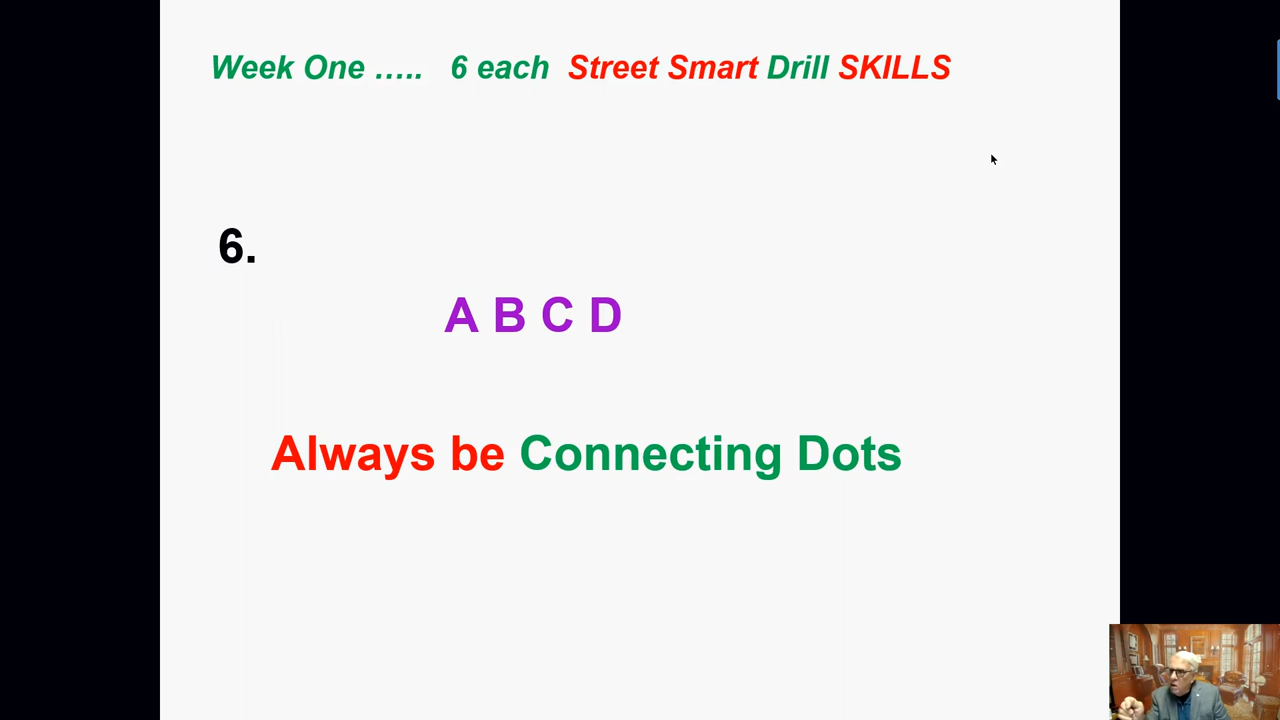 Week One ..... 6 each Street Smart Drill SKILLS
6.
A B C D
Always be Connecting Dots